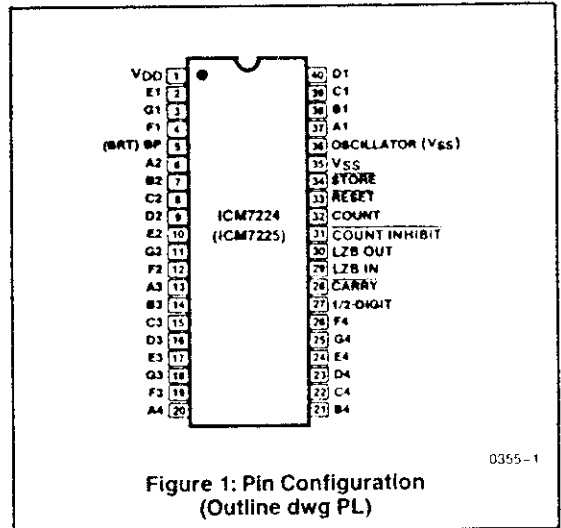 VDD 1
E1 2
G1 3
F1 4
(BRT) BP 5
A2 6
B2 7
C2 8
D2 9
E2 10
G2 11
F2 12
A3 13
B3 14
C3 15
D3 16
E3 17
G3 18
F3 19
A4 20
ICM7224
(ICM7225)
40 D1
39 C1
38 B1
37 A1
36 OSCILLATOR (VSS)
35 VSS
34 STORE
33 RESET
32 COUNT
31 COUNT INHIBIT
30 LZB OUT
29 LZB IN
28 CARRY
27 1/2-DIGIT
26 F4
25 G4
24 E4
23 D4
22 C4
21 B4
0355-1
Figure 1: Pin Configuration
(Outline dwg PL)